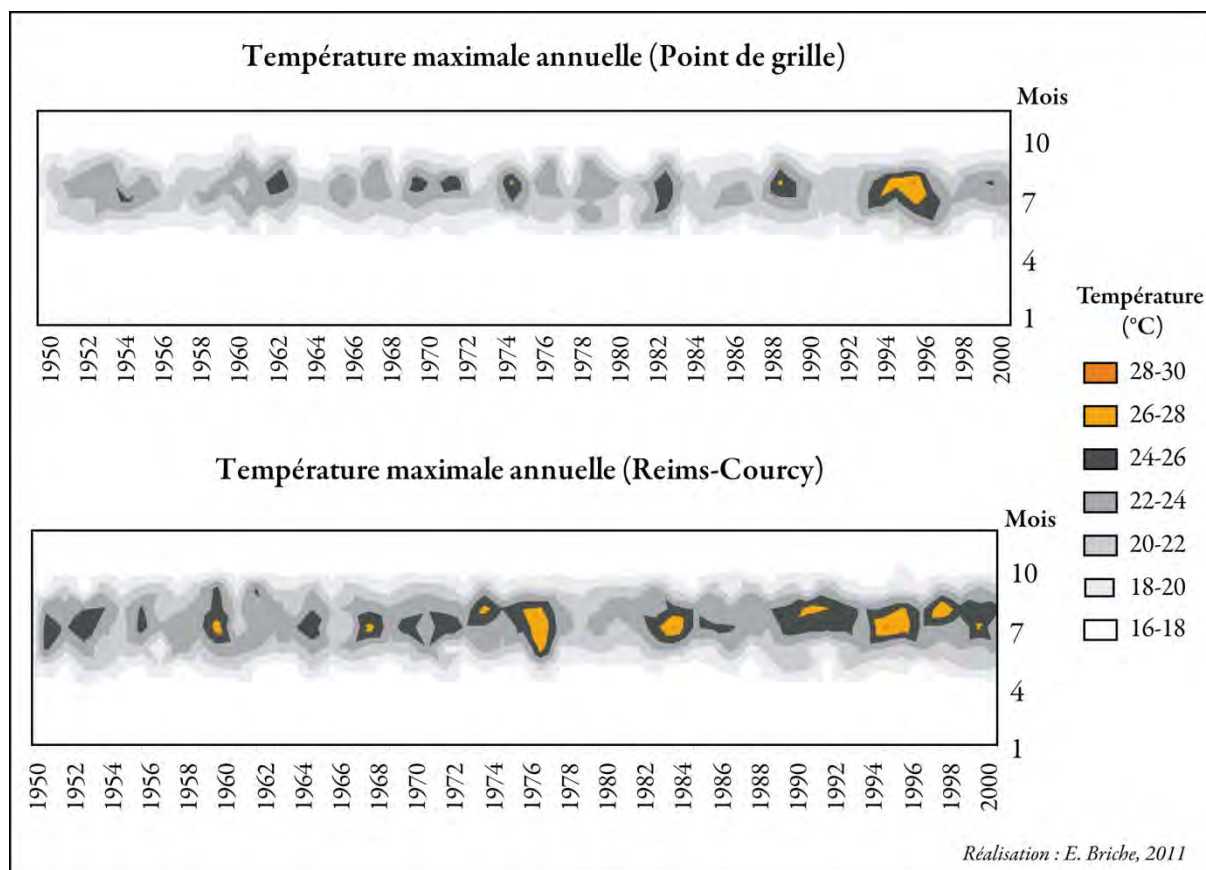 Température maximale annuelle (Point de grille)
Mois
10
7
4
1
1950 1952 1954 1956 1958 1960 1962 1964 1966 1968 1970 1972 1974 1976 1978 1980 1982 1984 1986 1988 1990 1992 1994 1996 1998 2000
Température
(°C)
28-30
26-28
24-26
22-24
20-22
18-20
16-18
Température maximale annuelle (Reims-Courcy)
Mois
10
7
4
1
1950 1952 1954 1956 1958 1960 1962 1964 1966 1968 1970 1972 1974 1976 1978 1980 1982 1984 1986 1988 1990 1992 1994 1996 1998 2000
Réalisation : E. Briche, 2011